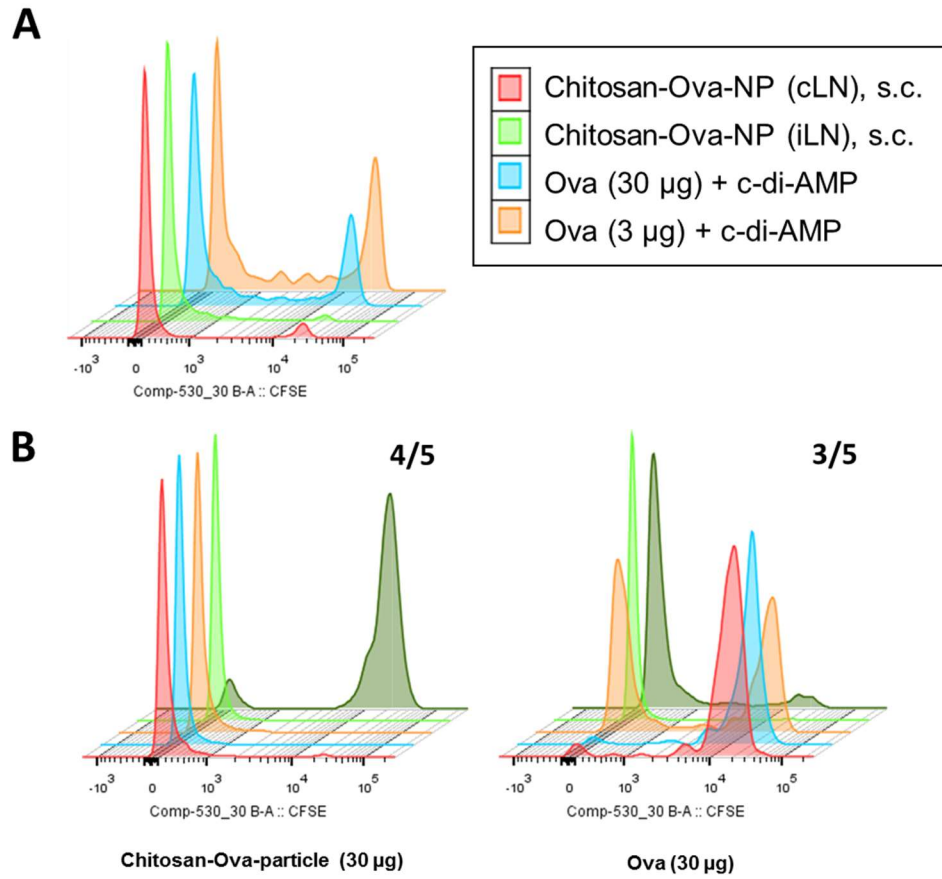 A
Chitosan-Ova-NP (cLN), s.c.
Chitosan-Ova-NP (iLN), s.c.
Ova (30 µg) + c-di-AMP
Ova (3 µg) + c-di-AMP
-10³ 0 10³ 10⁴ 10⁵
Comp-530_30 B-A :: CFSE
B
4/5
3/5
-10³ 0 10³ 10⁴ 10⁵
-10³ 0 10³ 10⁴ 10⁵
Comp-530_30 B-A :: CFSE
Comp-530_30 B-A :: CFSE
Chitosan-Ova-particle (30 µg)
Ova (30 µg)